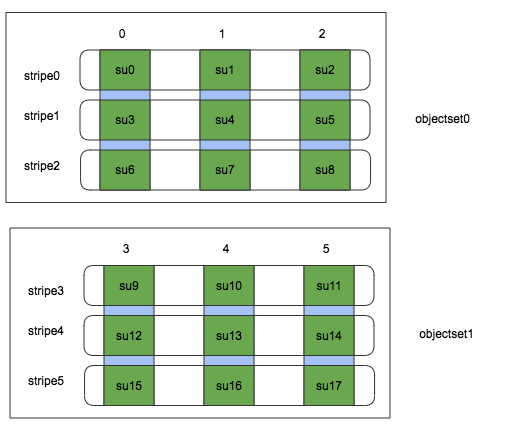 0 1 2
stripe0 su0 su1 su2
stripe1 su3 su4 su5 objectset0
stripe2 su6 su7 su8
3 4 5
stripe3 su9 su10 su11
stripe4 su12 su13 su14 objectset1
stripe5 su15 su16 su17